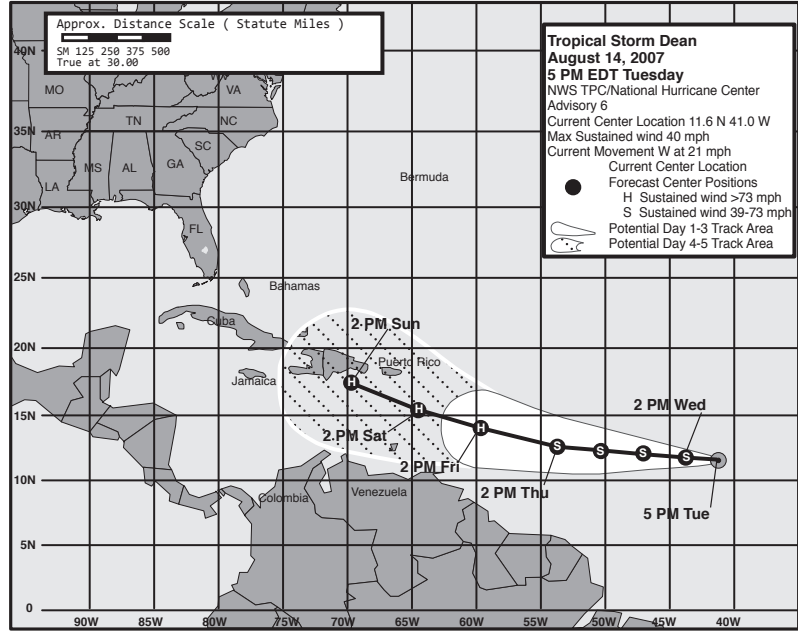 Approx. Distance Scale ( Statute Miles )
SM 125 250 375 500
True at 30.00
Tropical Storm Dean
August 14, 2007
5 PM EDT Tuesday
NWS TPC/National Hurricane Center
Advisory 6
Current Center Location 11.6 N 41.0 W
Max Sustained wind 40 mph
Current Movement W at 21 mph
Current Center Location
Forecast Center Positions
H Sustained wind >73 mph
S Sustained wind 39-73 mph
Potential Day 1-3 Track Area
Potential Day 4-5 Track Area
40N
MO
VA
TN
NC
35N
AR
SC
MS
AL
GA
LA
Bermuda
30N
FL
25N
Bahamas
Cuba
2 PM Sun
20N
Puerto Rico
Jamaica
H
H
H
S
S
S
S
15N
2 PM Wed
2 PM Sat
2 PM Fri
10N
Colombia
Venezuela
2 PM Thu
5 PM Tue
5N
0
90W 85W 80W 75W 70W 65W 60W 55W 50W 45W 40W